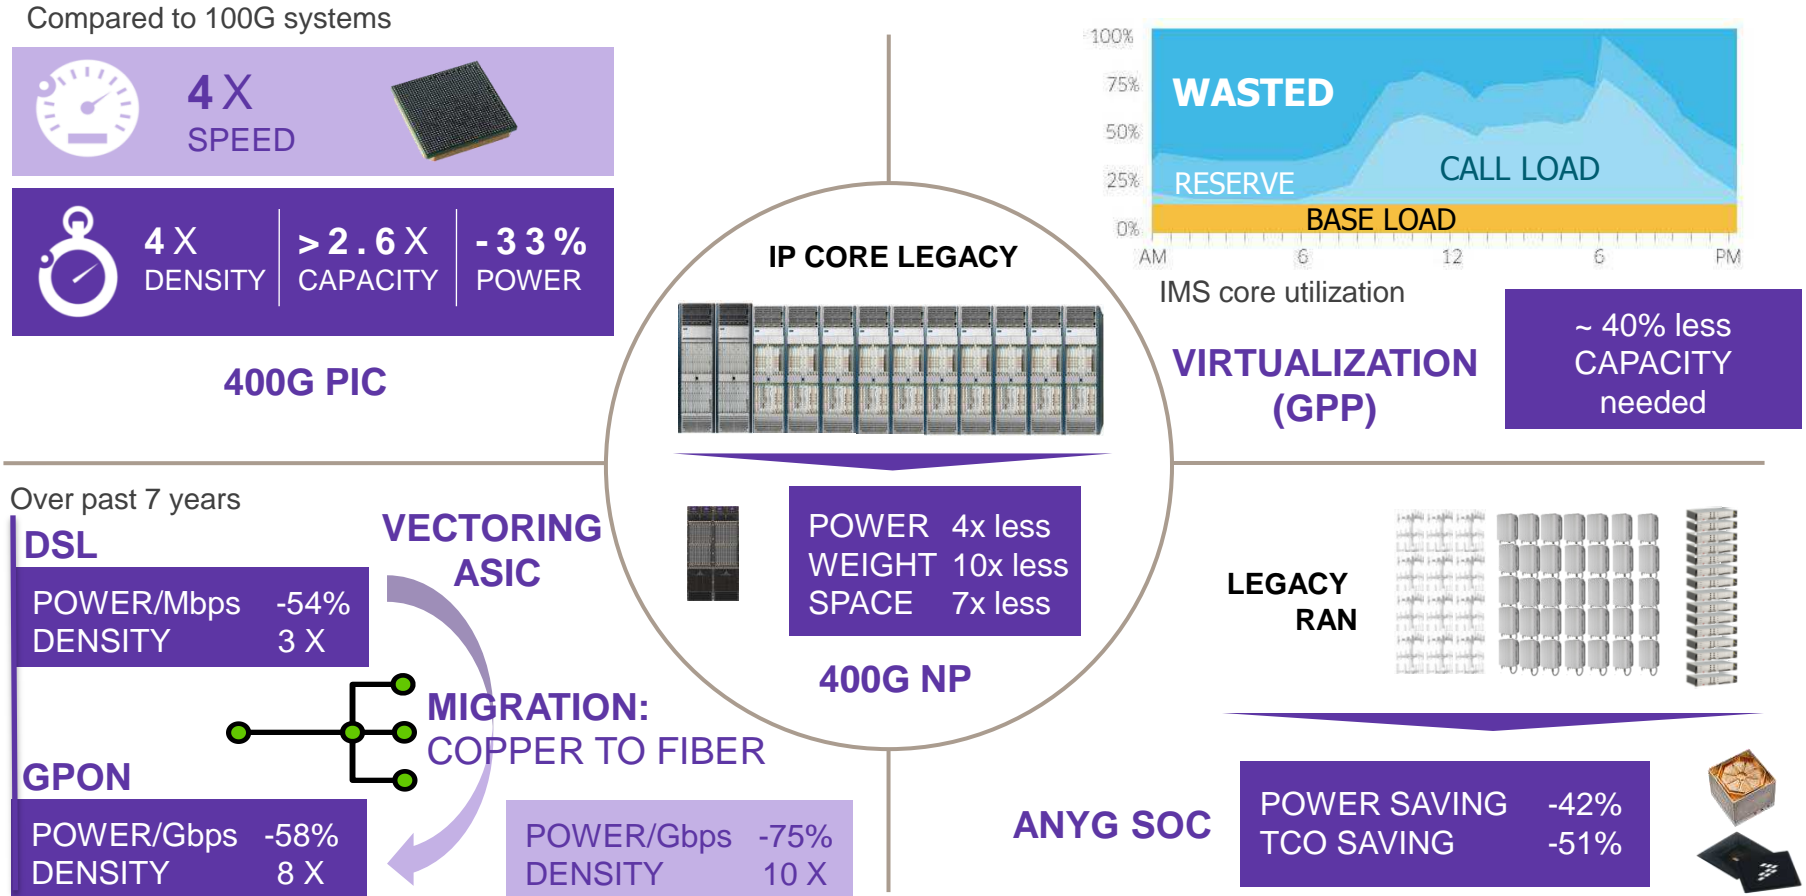 Compared to 100G systems
4 X
SPEED
4 X
DENSITY
>2.6X
CAPACITY
-33%
POWER
400G PIC
100%
75%
50%
25%
0%
WASTED
RESERVE
CALL LOAD
BASE LOAD
AM 6 12 6 PM
IMS core utilization
VIRTUALIZATION
(GPP)
~ 40% less
CAPACITY
needed
IP CORE LEGACY
POWER 4x less
WEIGHT 10x less
SPACE 7x less
400G NP
Over past 7 years
DSL
POWER/Mbps -54%
DENSITY 3 X
VECTORING
ASIC
MIGRATION:
COPPER TO FIBER
GPON
POWER/Gbps -58%
DENSITY 8 X
POWER/Gbps -75%
DENSITY 10 X
LEGACY
RAN
ANYG SOC
POWER SAVING -42%
TCO SAVING -51%